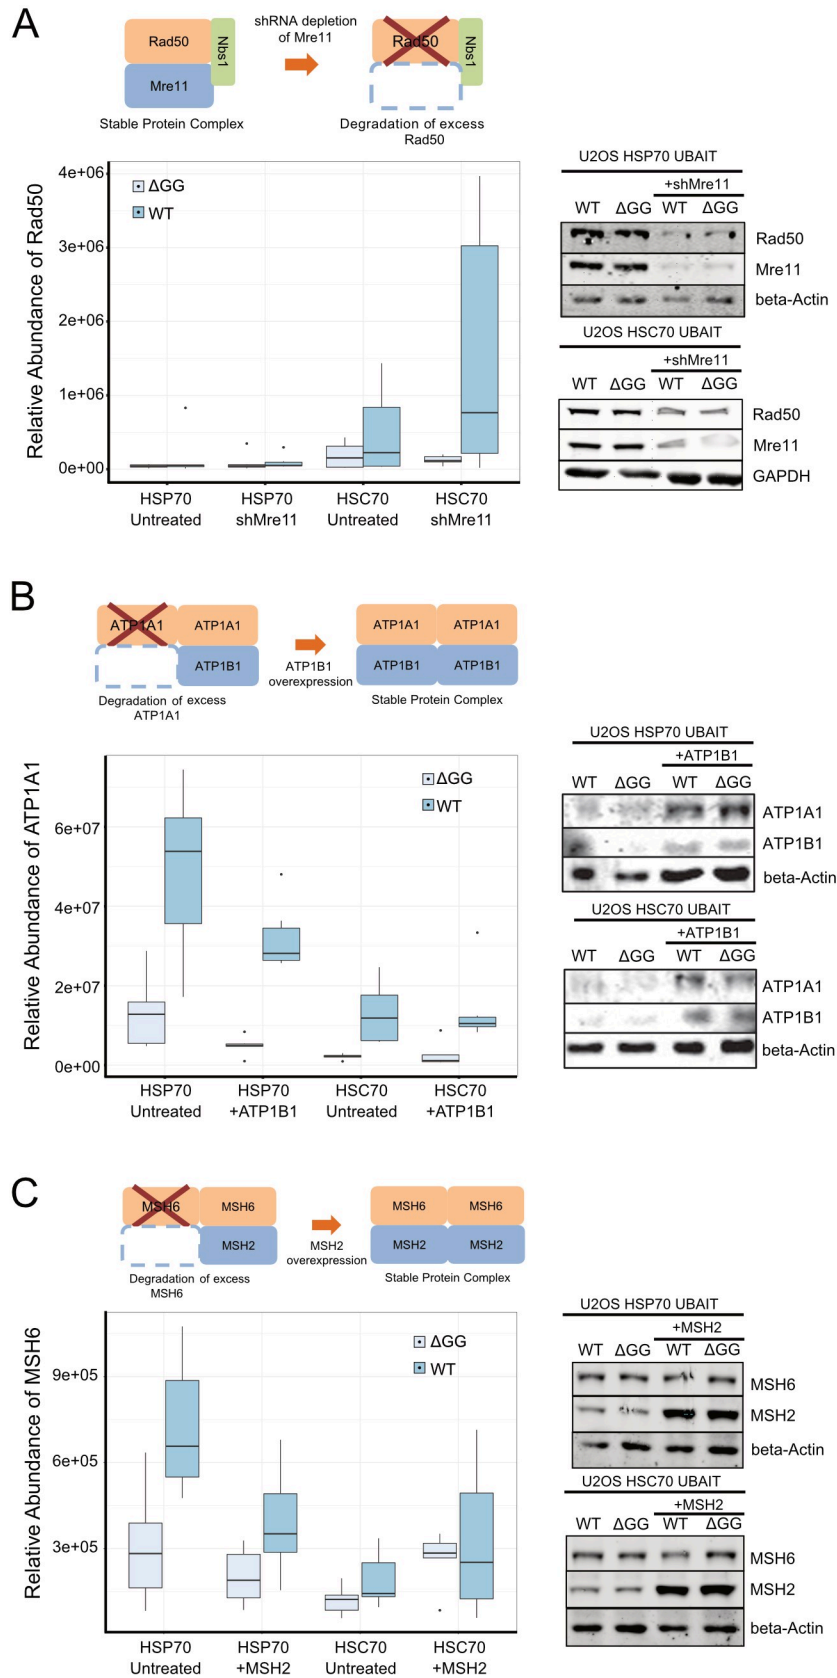 A
Rad50
Nbs1
Mre11
Stable Protein Complex
shRNA depletion
of Mre11
Rad50
Nbs1
Degradation of excess
Rad50
Relative Abundance of Rad50
4e+06
3e+06
2e+06
1e+06
0e+00
ΔGG
WT
HSP70
Untreated
HSP70
shMre11
HSC70
Untreated
HSC70
shMre11
U2OS HSP70 UBAIT
+shMre11
WT ΔGG WT ΔGG
Rad50
Mre11
beta-Actin
U2OS HSC70 UBAIT
+shMre11
WT ΔGG WT ΔGG
Rad50
Mre11
GAPDH
B
ATP1A1 ATP1A1
ATP1B1
Degradation of excess
ATP1A1
ATP1B1
overexpression
ATP1A1 ATP1A1
ATP1B1 ATP1B1
Stable Protein Complex
Relative Abundance of ATP1A1
6e+07
4e+07
2e+07
0e+00
ΔGG
WT
HSP70
Untreated
HSP70
+ATP1B1
HSC70
Untreated
HSC70
+ATP1B1
U2OS HSP70 UBAIT
+ATP1B1
WT ΔGG WT ΔGG
ATP1A1
ATP1B1
beta-Actin
U2OS HSC70 UBAIT
+ATP1B1
WT ΔGG WT ΔGG
ATP1A1
ATP1B1
beta-Actin
C
MSH6 MSH6
MSH2
Degradation of excess
MSH6
MSH2
overexpression
MSH6 MSH6
MSH2 MSH2
Stable Protein Complex
Relative Abundance of MSH6
9e+05
6e+05
3e+05
ΔGG
WT
HSP70
Untreated
HSP70
+MSH2
HSC70
Untreated
HSC70
+MSH2
U2OS HSP70 UBAIT
+MSH2
WT ΔGG WT ΔGG
MSH6
MSH2
beta-Actin
U2OS HSC70 UBAIT
+MSH2
WT ΔGG WT ΔGG
MSH6
MSH2
beta-Actin